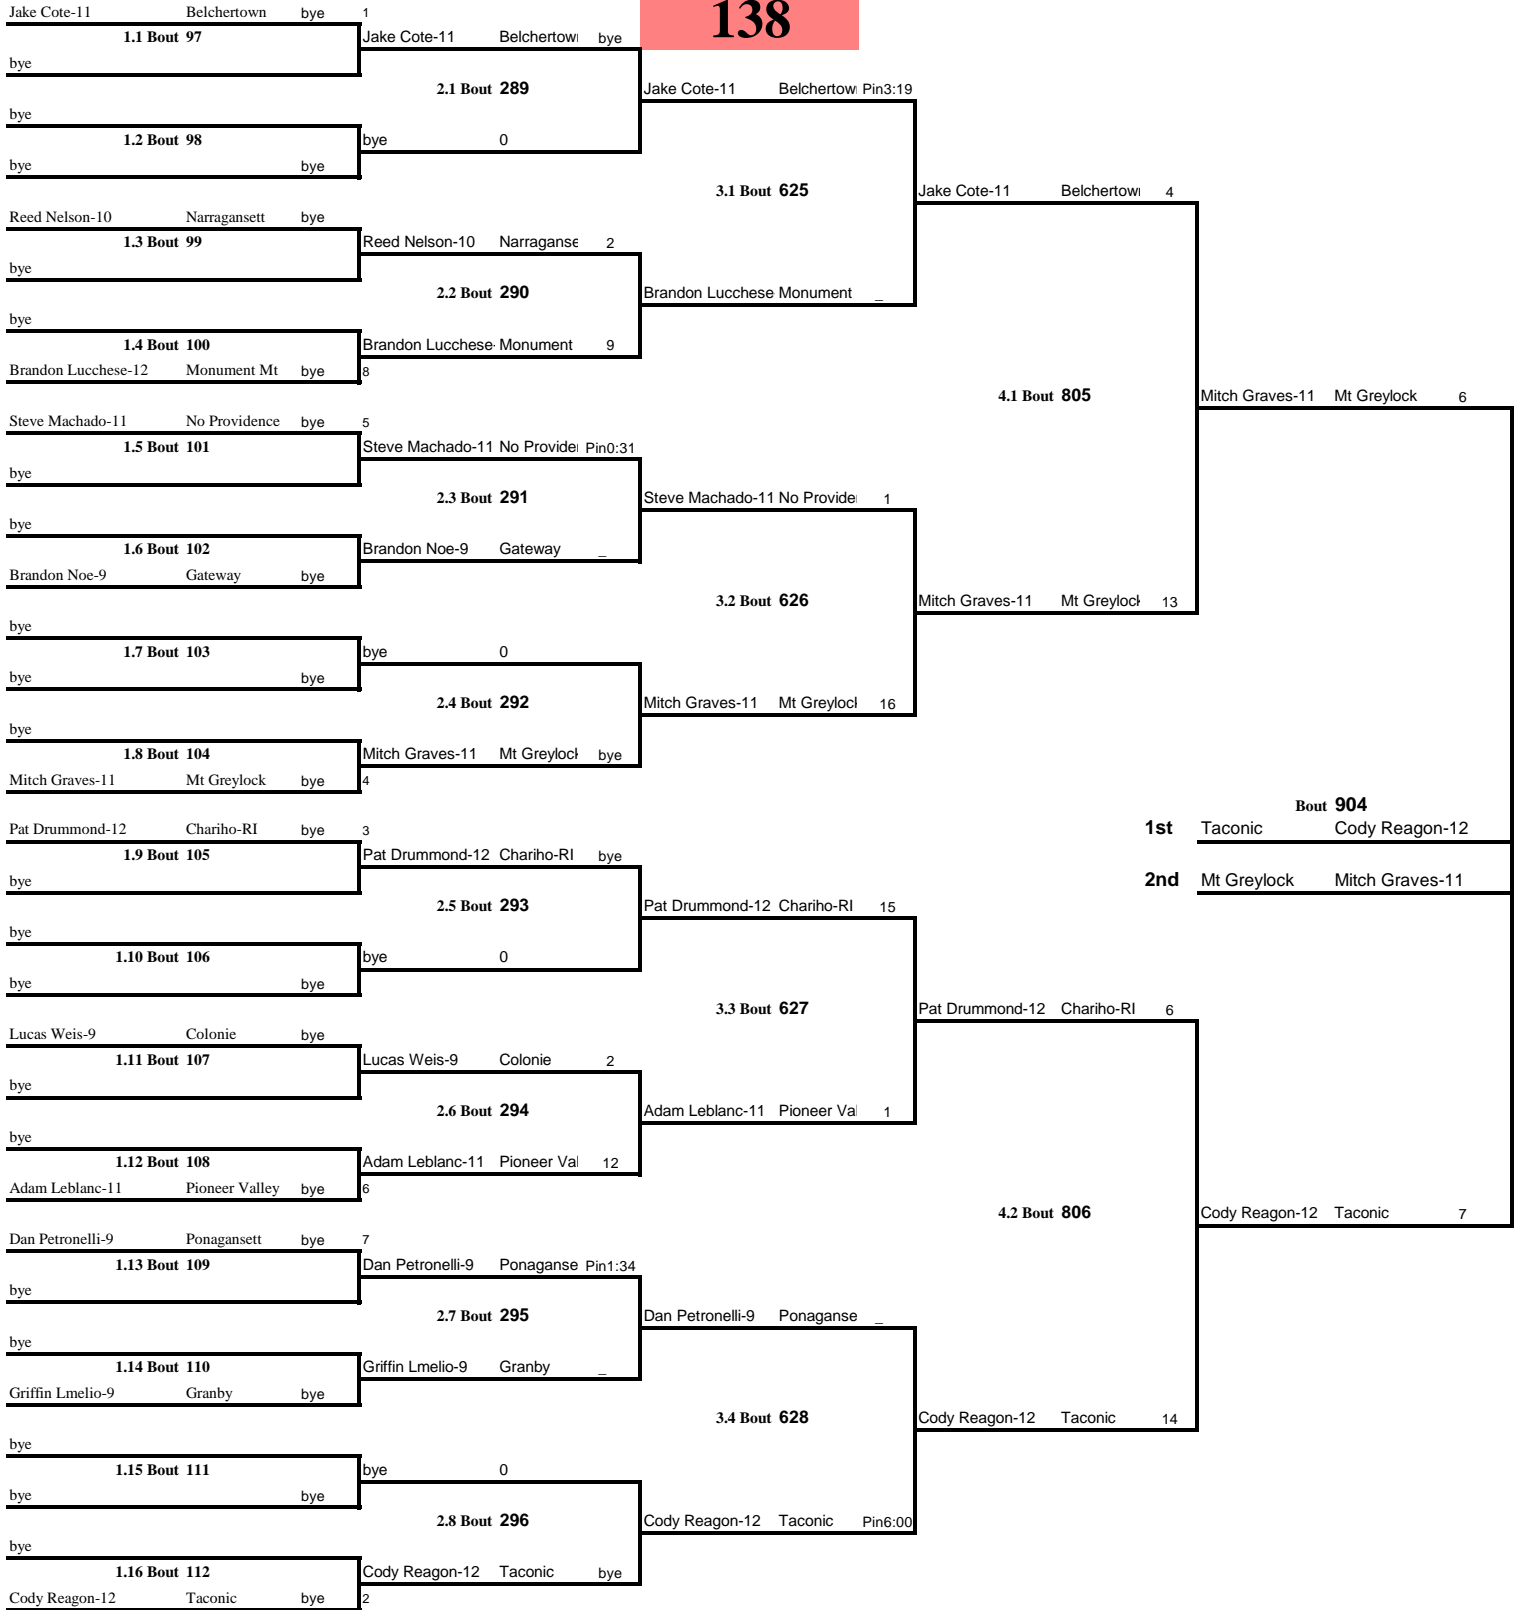 Jake Cote-11 Belchertown bye 1
138
1.1 Bout 97 Jake Cote-11 Belchertow bye
bye
2.1 Bout 289 Jake Cote-11 Belchertow Pin3:19
bye
1.2 Bout 98 bye 0
bye bye
3.1 Bout 625 Jake Cote-11 Belchertow 4
Reed Nelson-10 Narragansett bye
1.3 Bout 99 Reed Nelson-10 Narraganse 2
bye
2.2 Bout 290 Brandon Lucchese Monument _
bye
1.4 Bout 100 Brandon Lucchese- Monument 9
Brandon Lucchese-12 Monument Mt bye 8
4.1 Bout 805 Mitch Graves-11 Mt Greylock 6
Steve Machado-11 No Providence bye 5
1.5 Bout 101 Steve Machado-11 No Provide Pin0:31
bye
2.3 Bout 291 Steve Machado-11 No Provide 1
bye
1.6 Bout 102 Brandon Noe-9 Gateway _
Brandon Noe-9 Gateway bye
3.2 Bout 626 Mitch Graves-11 Mt Greylock 13
bye
1.7 Bout 103 bye 0
bye bye
2.4 Bout 292 Mitch Graves-11 Mt Greylock 16
bye
1.8 Bout 104 Mitch Graves-11 Mt Greylock bye
Mitch Graves-11 Mt Greylock bye 4
Bout 904
Pat Drummond-12 Chariho-RI bye 3
1st Taconic Cody Reagon-12
1.9 Bout 105 Pat Drummond-12 Chariho-RI bye
bye
2nd Mt Greylock Mitch Graves-11
2.5 Bout 293 Pat Drummond-12 Chariho-RI 15
bye
1.10 Bout 106 bye 0
bye bye
3.3 Bout 627 Pat Drummond-12 Chariho-RI 6
Lucas Weis-9 Colonie bye
1.11 Bout 107 Lucas Weis-9 Colonie 2
bye
2.6 Bout 294 Adam Leblanc-11 Pioneer Val 1
bye
1.12 Bout 108 Adam Leblanc-11 Pioneer Val 12
Adam Leblanc-11 Pioneer Valley bye 6
4.2 Bout 806 Cody Reagon-12 Taconic 7
Dan Petronelli-9 Ponagansett bye 7
1.13 Bout 109 Dan Petronelli-9 Ponaganse Pin1:34
bye
2.7 Bout 295 Dan Petronelli-9 Ponaganse _
bye
1.14 Bout 110 Griffin Lmelio-9 Granby _
Griffin Lmelio-9 Granby bye
3.4 Bout 628 Cody Reagon-12 Taconic 14
bye
1.15 Bout 111 bye 0
bye bye
2.8 Bout 296 Cody Reagon-12 Taconic Pin6:00
bye
1.16 Bout 112 Cody Reagon-12 Taconic bye
Cody Reagon-12 Taconic bye 2